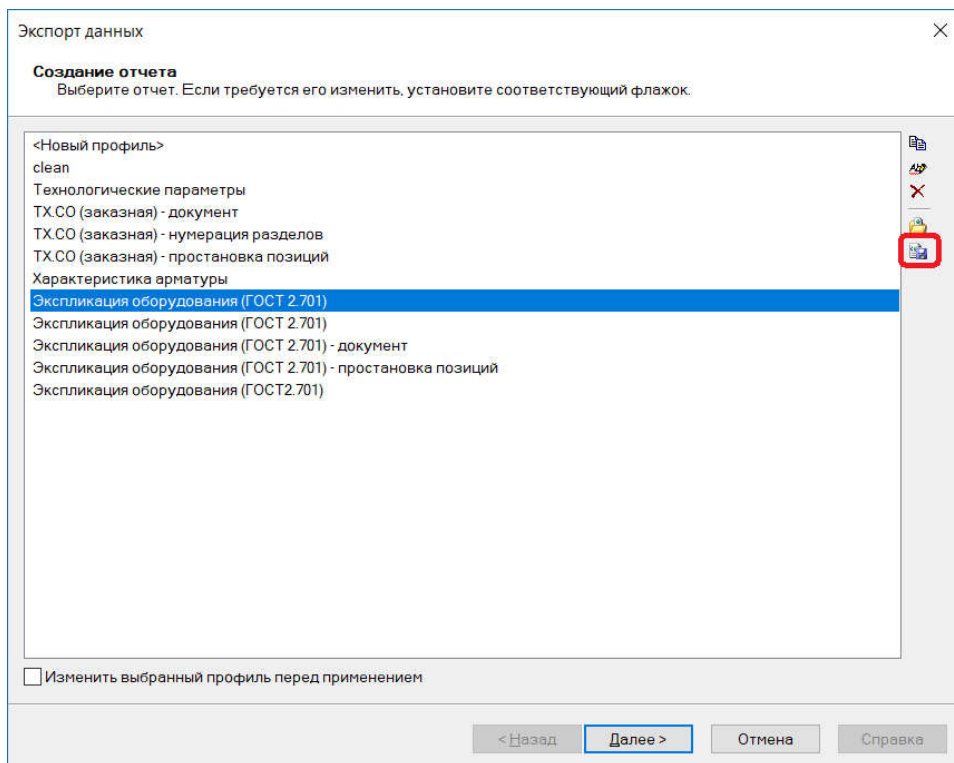 Экспорт данных
Создание отчета
Выберите отчет. Если требуется его изменить, установите соответствующий флажок.
<Новый профиль>
clean
Технологические параметры
ТХ.СО (заказная) - документ
ТХ.СО (заказная) - нумерация разделов
ТХ.СО (заказная) - простановка позиций
Характеристика арматуры
Экспликация оборудования (ГОСТ 2.701)
Экспликация оборудования (ГОСТ 2.701)
Экспликация оборудования (ГОСТ 2.701) - документ
Экспликация оборудования (ГОСТ 2.701) - простановка позиций
Экспликация оборудования (ГОСТ2.701)
Изменить выбранный профиль перед применением
< Назад Далее > Отмена Справка